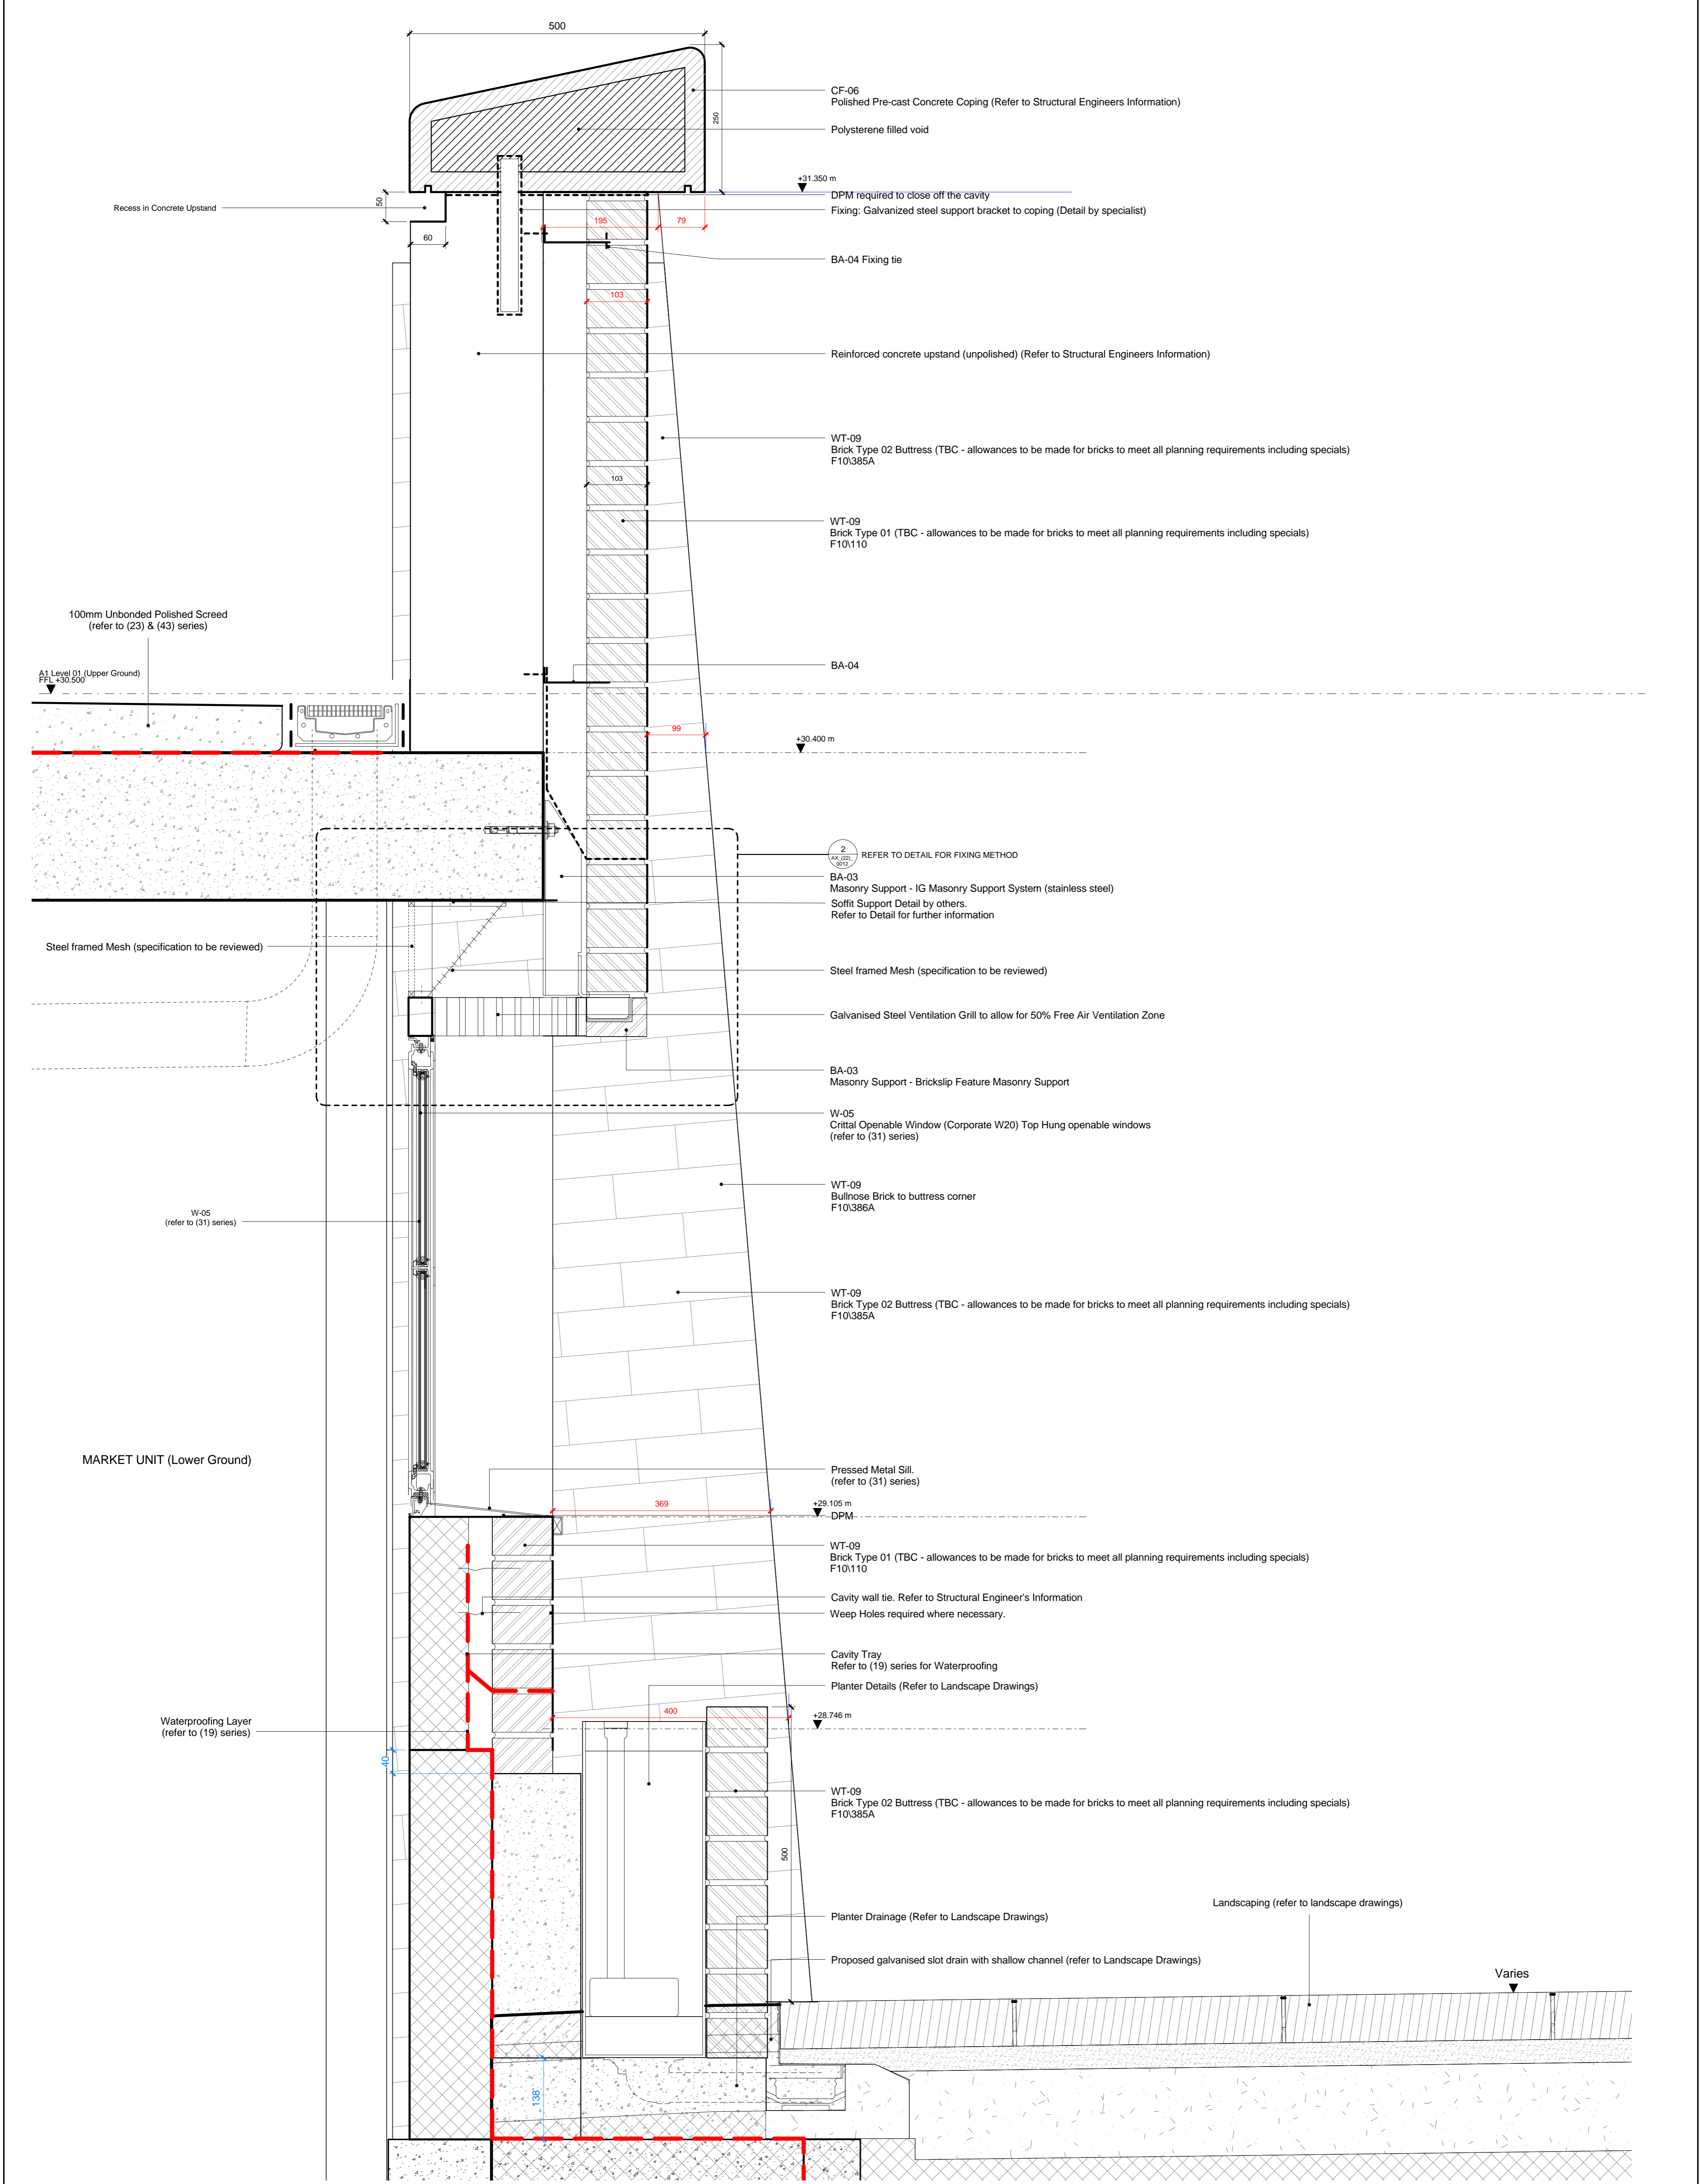 500
CF-06
Polished Pre-cast Concrete Coping (Refer to Structural Engineers Information)
250
Polysterene filled void
+31.350 m
DPM required to close off the cavity
50
Recess in Concrete Upstand
Fixing: Galvanized steel support bracket to coping (Detail by specialist)
195
79
60
BA-04 Fixing tie
103
Reinforced concrete upstand (unpolished) (Refer to Structural Engineers Information)
WT-09
Brick Type 02 Buttress (TBC - allowances to be made for bricks to meet all planning requirements including specials)
F10\385A
103
WT-09
Brick Type 01 (TBC - allowances to be made for bricks to meet all planning requirements including specials)
F10\110
100mm Unbonded Polished Screed
(refer to (23) & (43) series)
BA-04
A1 Level 01 (Upper Ground)
FFL +30.500
99
+30.400 m
2
AX_(22)_
0012
REFER TO DETAIL FOR FIXING METHOD
BA-03
Masonry Support - IG Masonry Support System (stainless steel)
Soffit Support Detail by others.
Refer to Detail for further information
Steel framed Mesh (specification to be reviewed)
Steel framed Mesh (specification to be reviewed)
Galvanised Steel Ventilation Grill to allow for 50% Free Air Ventilation Zone
BA-03
Masonry Support - Brickslip Feature Masonry Support
W-05
Crittal Openable Window (Corporate W20) Top Hung openable windows
(refer to (31) series)
WT-09
Bullnose Brick to buttress corner
F10\386A
W-05
(refer to (31) series)
WT-09
Brick Type 02 Buttress (TBC - allowances to be made for bricks to meet all planning requirements including specials)
F10\385A
MARKET UNIT (Lower Ground)
Pressed Metal Sill.
(refer to (31) series)
369
+29.105 m
DPM
WT-09
Brick Type 01 (TBC - allowances to be made for bricks to meet all planning requirements including specials)
F10\110
Cavity wall tie. Refer to Structural Engineer's Information
Weep Holes required where necessary.
Cavity Tray
Refer to (19) series for Waterproofing
Planter Details (Refer to Landscape Drawings)
400
+28.746 m
Waterproofing Layer
(refer to (19) series)
40
WT-09
Brick Type 02 Buttress (TBC - allowances to be made for bricks to meet all planning requirements including specials)
F10\385A
500
Landscaping (refer to landscape drawings)
Planter Drainage (Refer to Landscape Drawings)
Proposed galvanised slot drain with shallow channel (refer to Landscape Drawings)
Varies
138